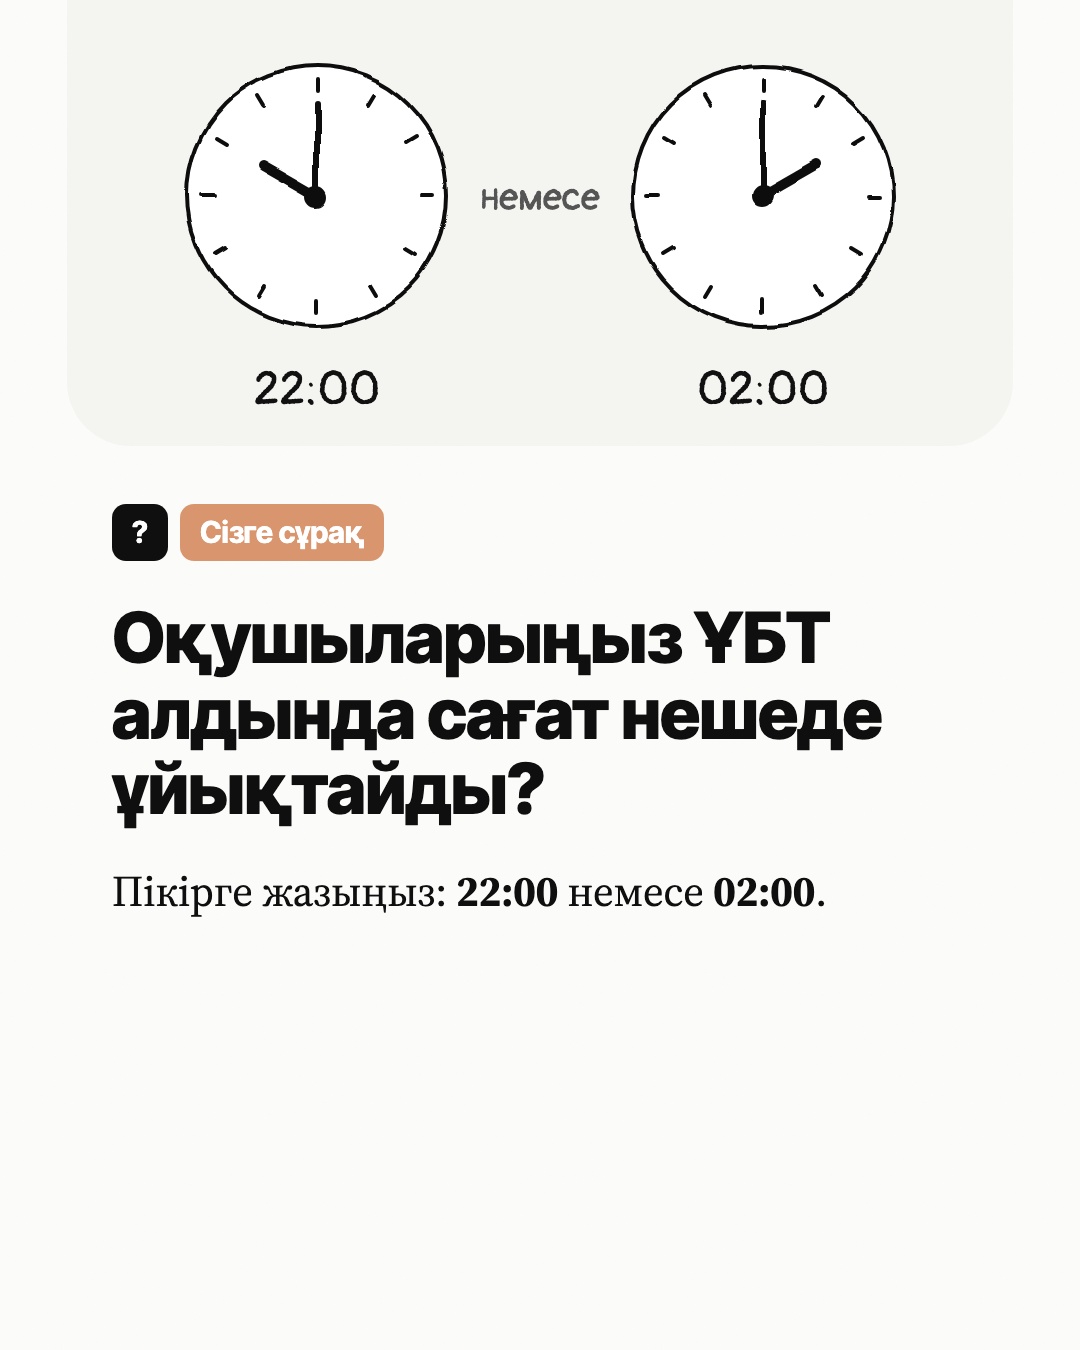 немесе
22:00 02:00
? Сізге сұрақ
Оқушыларыңыз ҰБТ
алдында сағат нешеде
ұйықтайды?
Пікірге жазыңыз: 22:00 немесе 02:00.